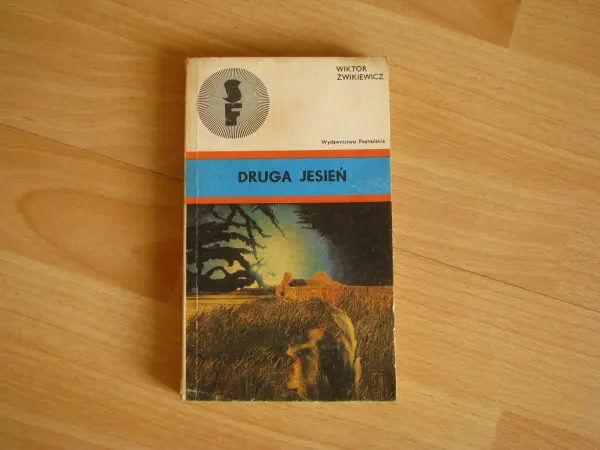 SF
WIKTOR
ŻWIKIEWICZ
Wydawnictwo Poznańskie
DRUGA JESIEŃ